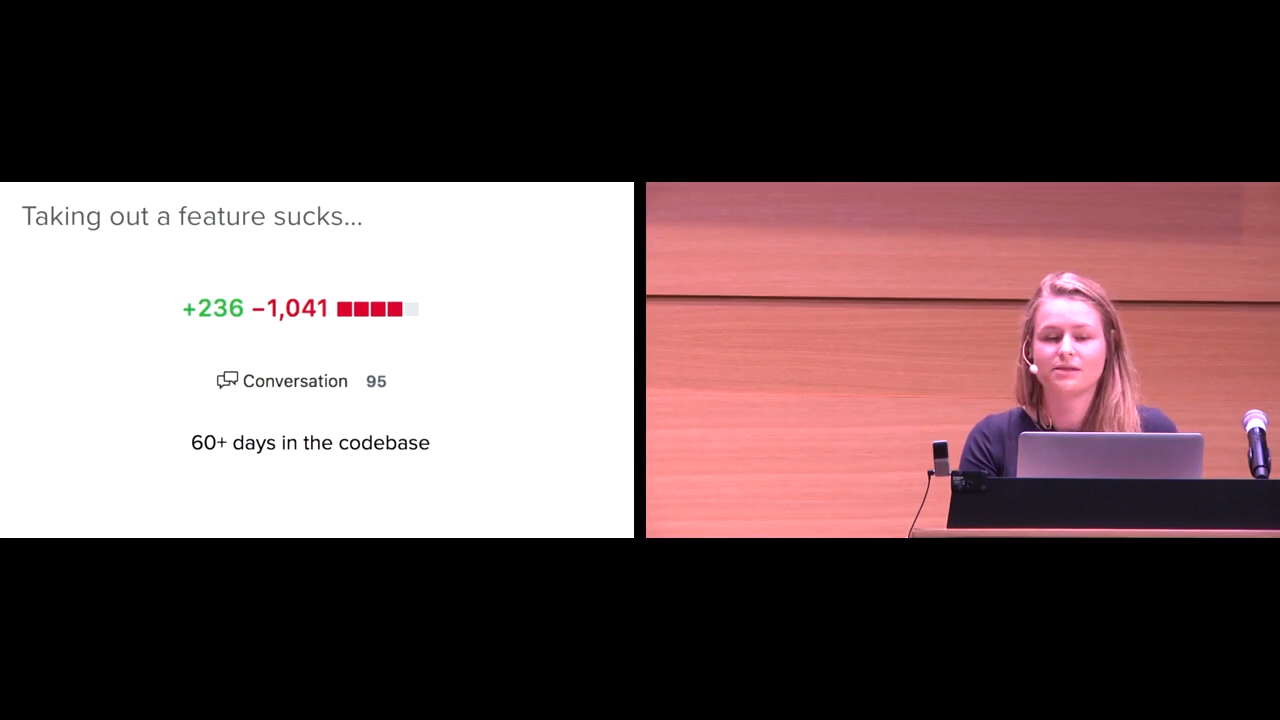 Taking out a feature sucks...
+236 −1,041
Conversation 95
60+ days in the codebase